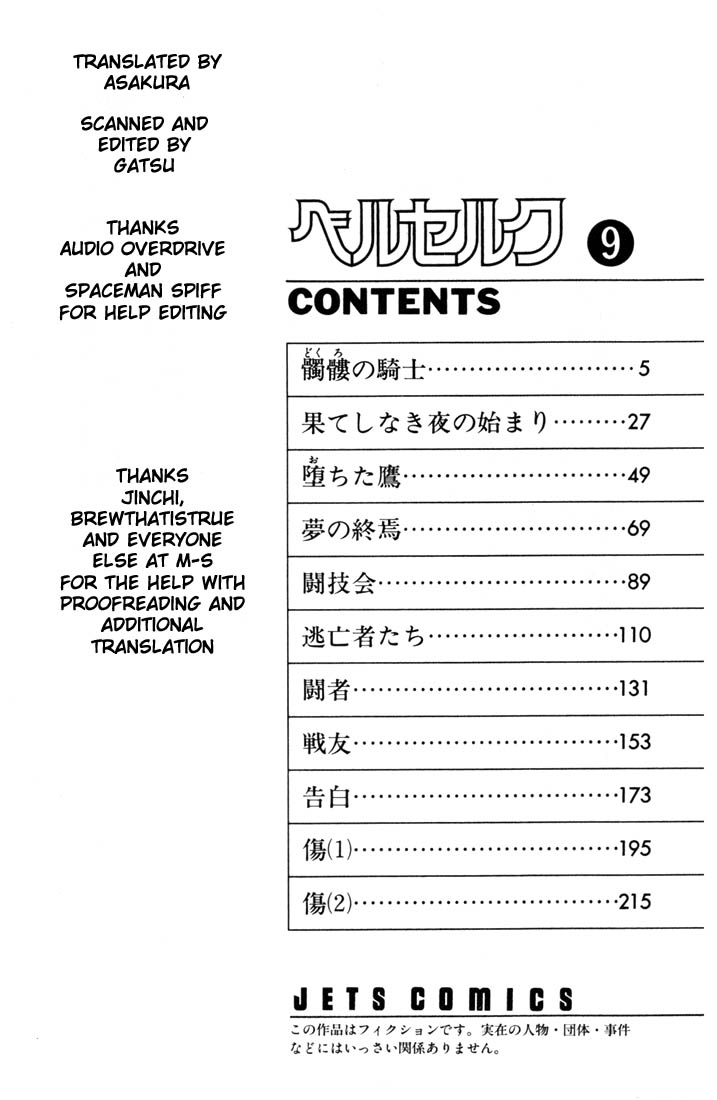 TRANSLATED BY
ASAKURA
SCANNED AND
EDITED BY
GATSU
THANKS
AUDIO OVERDRIVE
AND
SPACEMAN SPIFF
FOR HELP EDITING
THANKS
JINCHI,
BREWTHATISTRUE
AND EVERYONE
ELSE AT M-S
FOR THE HELP WITH
PROOFREADING AND
ADDITIONAL
TRANSLATION
ベルセルク 9
CONTENTS
どくろ
髑髏の騎士………………………5
果てしなき夜の始まり………27
お
堕ちた鷹…………………………49
夢の終焉…………………………69
闘技会……………………………89
逃亡者たち………………………110
闘者………………………………131
戦友………………………………153
告白………………………………173
傷(1)………………………………195
傷(2)………………………………215
JETS COMICS
この作品はフィクションです。実在の人物・団体・事件
などにはいっさい関係ありません。